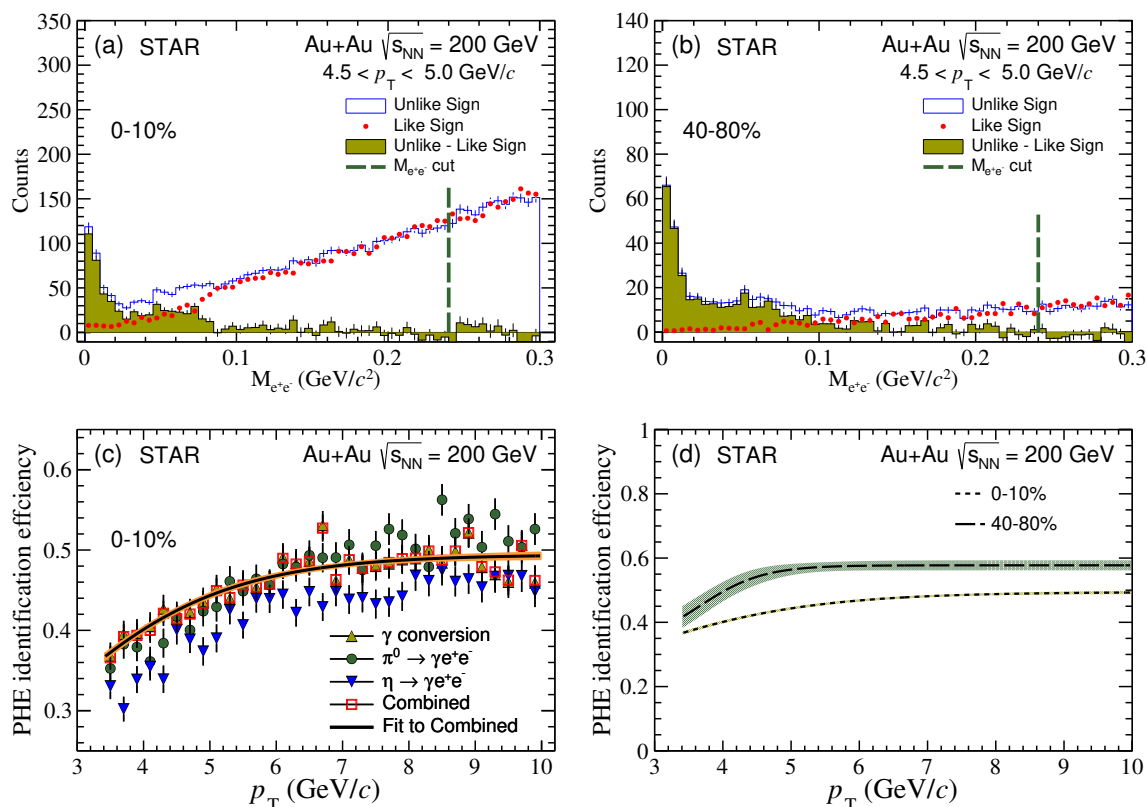 (a) STAR Au+Au √sNN = 200 GeV
4.5 < pT < 5.0 GeV/c
Unlike Sign
0-10% Like Sign
Unlike - Like Sign
Me+e- cut
Counts
350
300
250
200
150
100
50
0
0 0.1 0.2 0.3
Me+e- (GeV/c2)
(b) STAR Au+Au √sNN = 200 GeV
4.5 < pT < 5.0 GeV/c
Unlike Sign
40-80% Like Sign
Unlike - Like Sign
Me+e- cut
Counts
140
120
100
80
60
40
20
0
0 0.1 0.2 0.3
Me+e- (GeV/c2)
(c) STAR Au+Au √sNN = 200 GeV
0-10%
γ conversion
π0 → γe+e-
η → γe+e-
Combined
Fit to Combined
PHE identification effciency
0.6
0.5
0.4
0.3
3 4 5 6 7 8 9 10
pT (GeV/c)
(d) STAR Au+Au √sNN = 200 GeV
0-10%
40-80%
PHE identification effciency
1
0.8
0.6
0.4
0.2
0
3 4 5 6 7 8 9 10
pT (GeV/c)